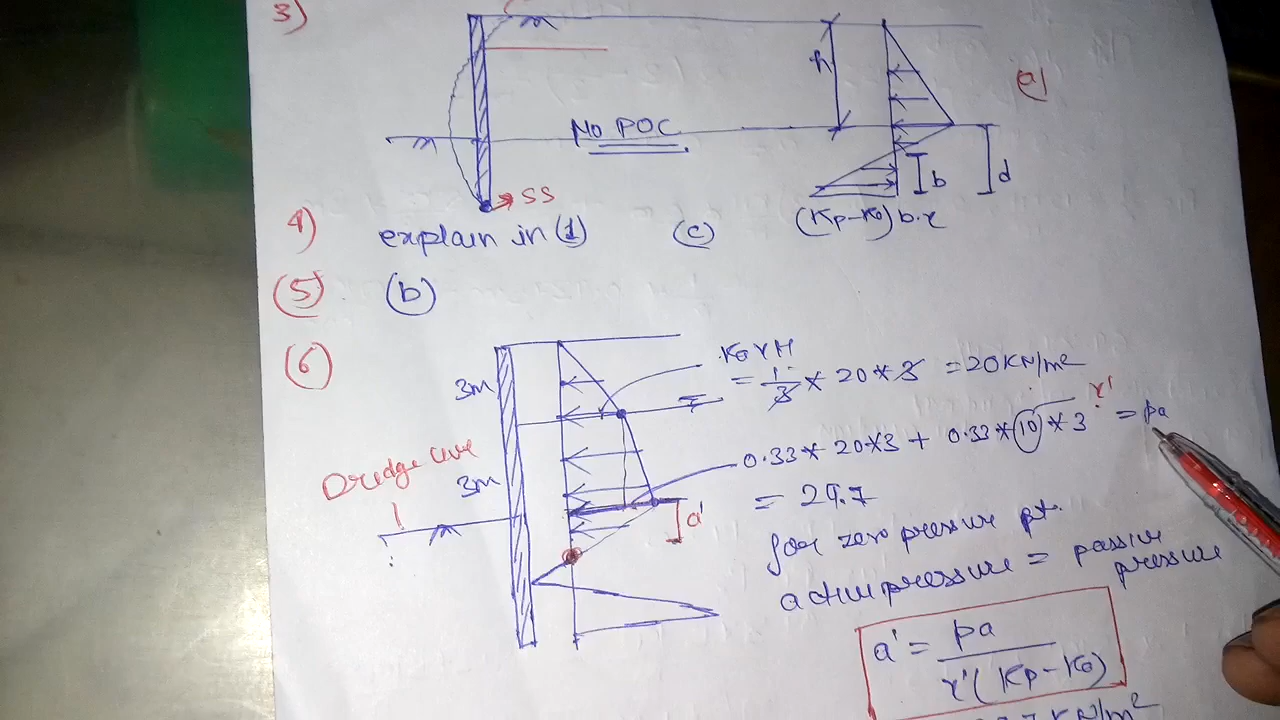 3)
h
a)
No POC
b
d
SS
(Kp-Ka) b.γ
4) explain in (1) (c)
(5) (b)
(6)
Ka γ H
3m
= 1/3 * 20 * 3 = 20 KN/m²
γ'
0.33 * 20*3 + 0.33*10*3 = pa
Dredge line
3m
= 29.7
a'
for zero pressure pt.
active pressure = passive pressure
a' = pa / γ'(Kp-Ka)
KN/m²